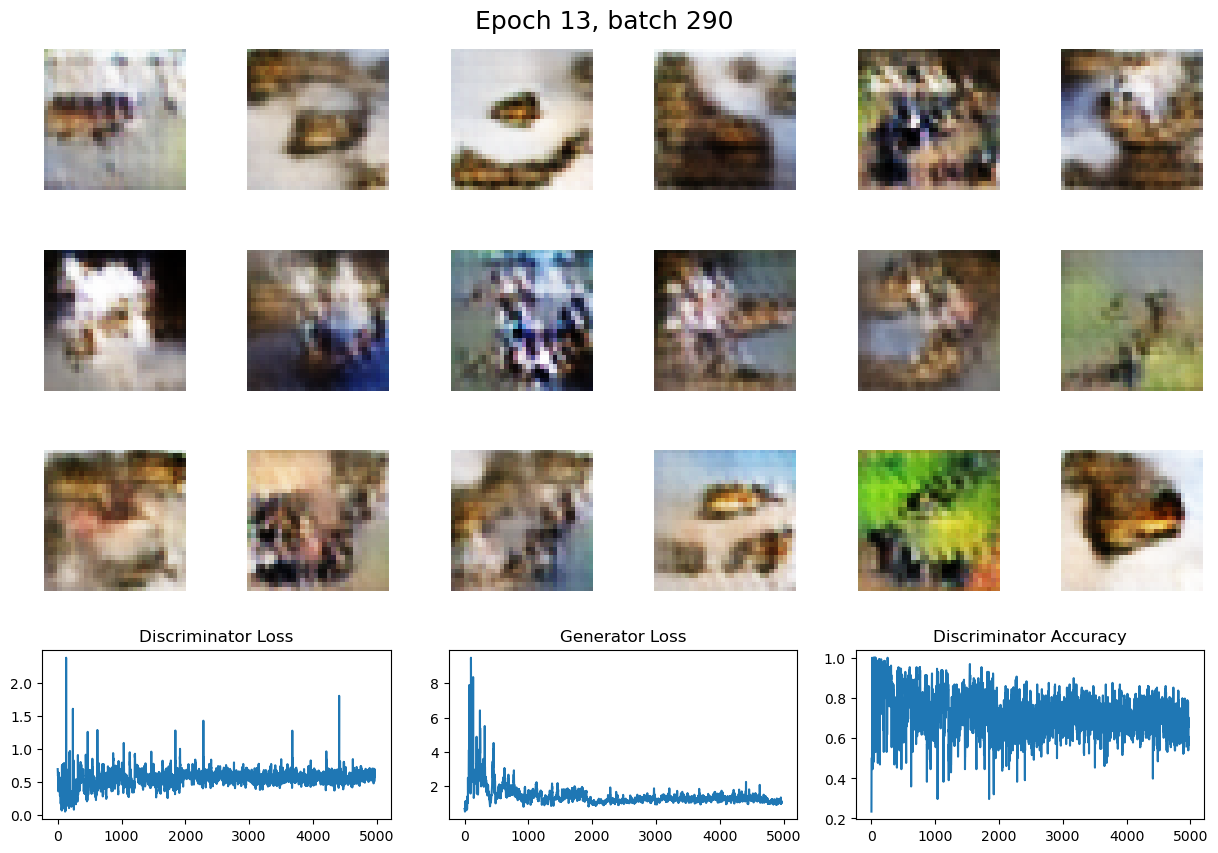 Epoch 13, batch 290
Discriminator Loss
Generator Loss
Discriminator Accuracy
2.0
1.5
1.0
0.5
0.0
0 1000 2000 3000 4000 5000
8
6
4
2
0 1000 2000 3000 4000 5000
1.0
0.8
0.6
0.4
0.2
0 1000 2000 3000 4000 5000